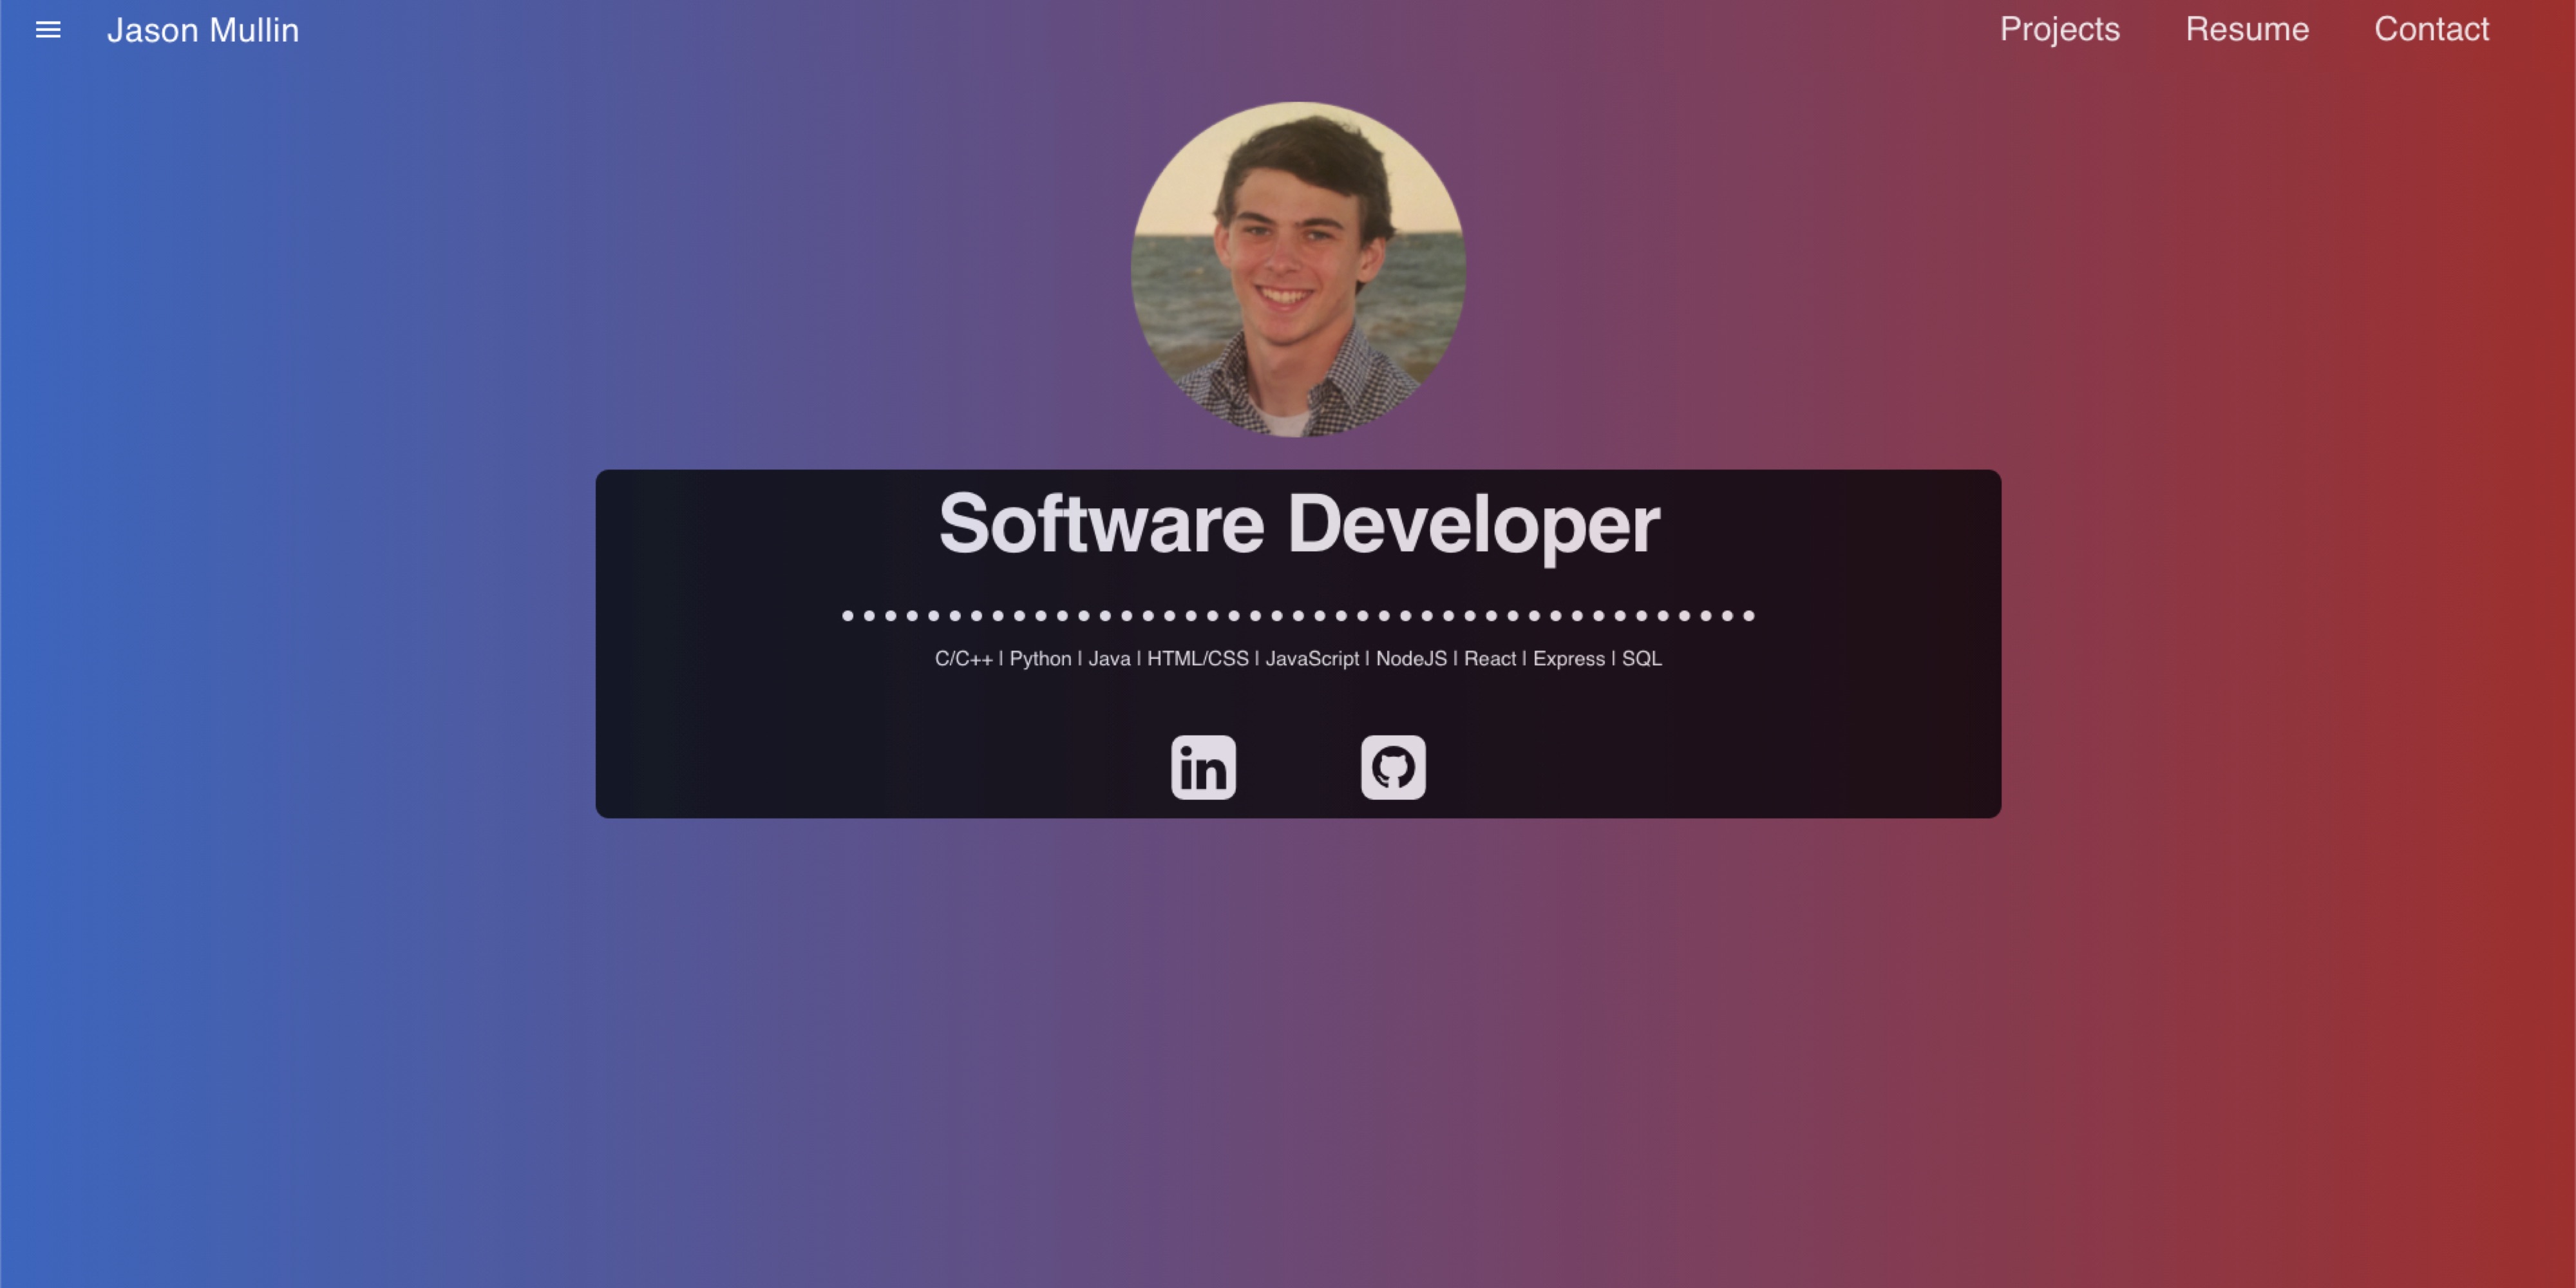 Jason Mullin
Projects Resume Contact
Software Developer
C/C++ | Python | Java | HTML/CSS | JavaScript | NodeJS | React | Express | SQL
in